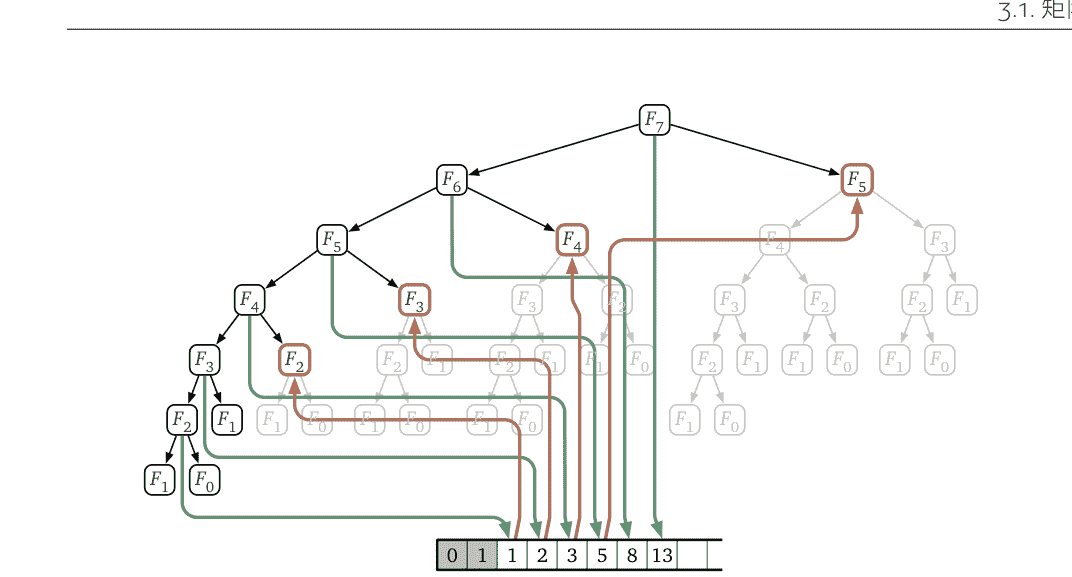 3.1. 矩
F₇
F₆ F₅
F₅ F₄ F₄ F₃
F₄ F₃ F₃ F₂ F₃ F₂ F₂ F₁
F₃ F₂ F₂ F₁ F₂ F₁ F₁ F₀ F₂ F₁ F₁ F₀ F₁ F₀
F₂ F₁ F₁ F₀ F₁ F₀ F₁ F₀ F₁ F₀
F₁ F₀
0 1 1 2 3 5 8 13